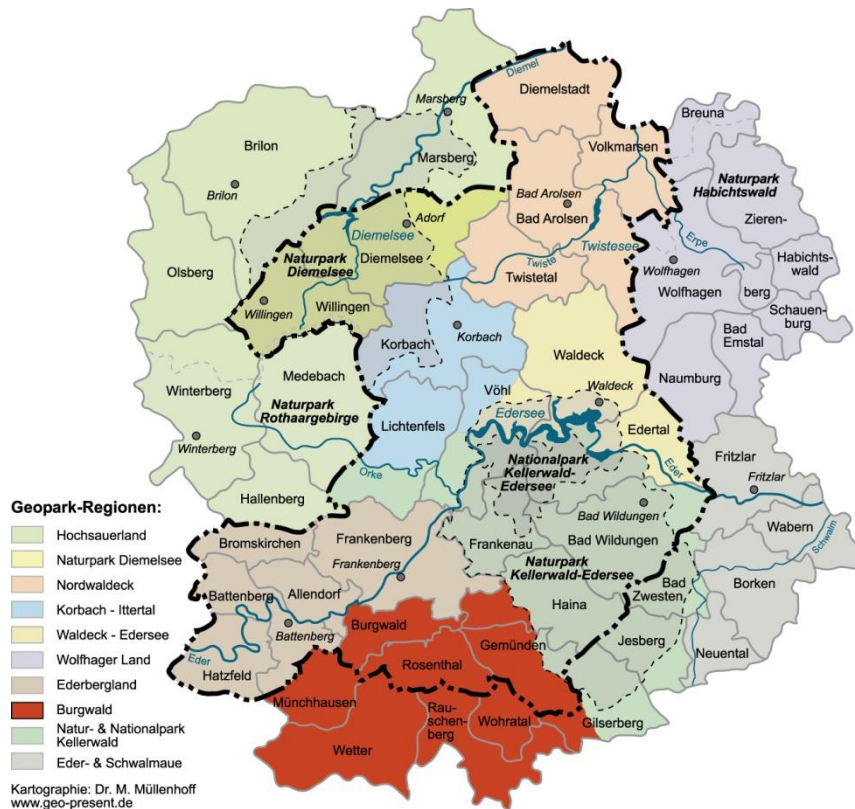 Diemel
Diemelstadt
Marsberg
Breuna
Brilon
Volkmarsen
Marsberg
Naturpark
Habichtswald
Brilon
Bad Arolsen
Bad Arolsen
Zieren-
Adorf
Diemelsee
Erpe
Twistesee
Naturpark
Diemelsee
Diemelsee
Habichts-
wald
Olsberg
Twiste
Wolfhagen
Twistetal
Wolfhagen
berg
Willingen
Willingen
Schauen-
burg
Korbach
Korbach
Bad
Emstal
Waldeck
Medebach
Naumburg
Winterberg
Vöhl
Waldeck
Naturpark
Rothaargebirge
Lichtenfels
Edersee
Edertal
Winterberg
Nationalpark
Kellerwald-
Edersee
Fritzlar
Orke
Eder
Fritzlar
Hallenberg
Bad Wildungen
Wabern
Schwalm
Bromskirchen
Frankenberg
Frankenau
Bad Wildungen
Frankenberg
Naturpark
Kellerwald-Edersee
Bad
Zwesten
Borken
Battenberg
Allendorf
Haina
Battenberg
Burgwald
Jesberg
Gemünden
Neuental
Eder
Hatzfeld
Rosenthal
Münchhausen
Gilserberg
Rau-
schen-
berg
Wohratal
Wetter
Geopark-Regionen:
Hochsauerland
Naturpark Diemelsee
Nordwaldeck
Korbach - Ittertal
Waldeck - Edersee
Wolfhager Land
Ederbergland
Burgwald
Natur- & Nationalpark
Kellerwald
Eder- & Schwalmaue
Kartographie: Dr. M. Müllenhoff
www.geo-present.de